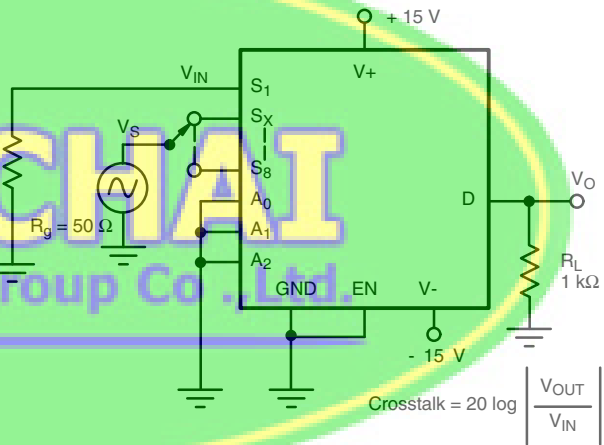 + 15 V
V+
VIN
S1
VS
SX
S8
Rg = 50 Ω
A0
A1
A2
D
VO
RL
1 kΩ
GND EN V-
- 15 V
Crosstalk = 20 log | VOUT / VIN |
CHAI
roup Co .,Ltd.